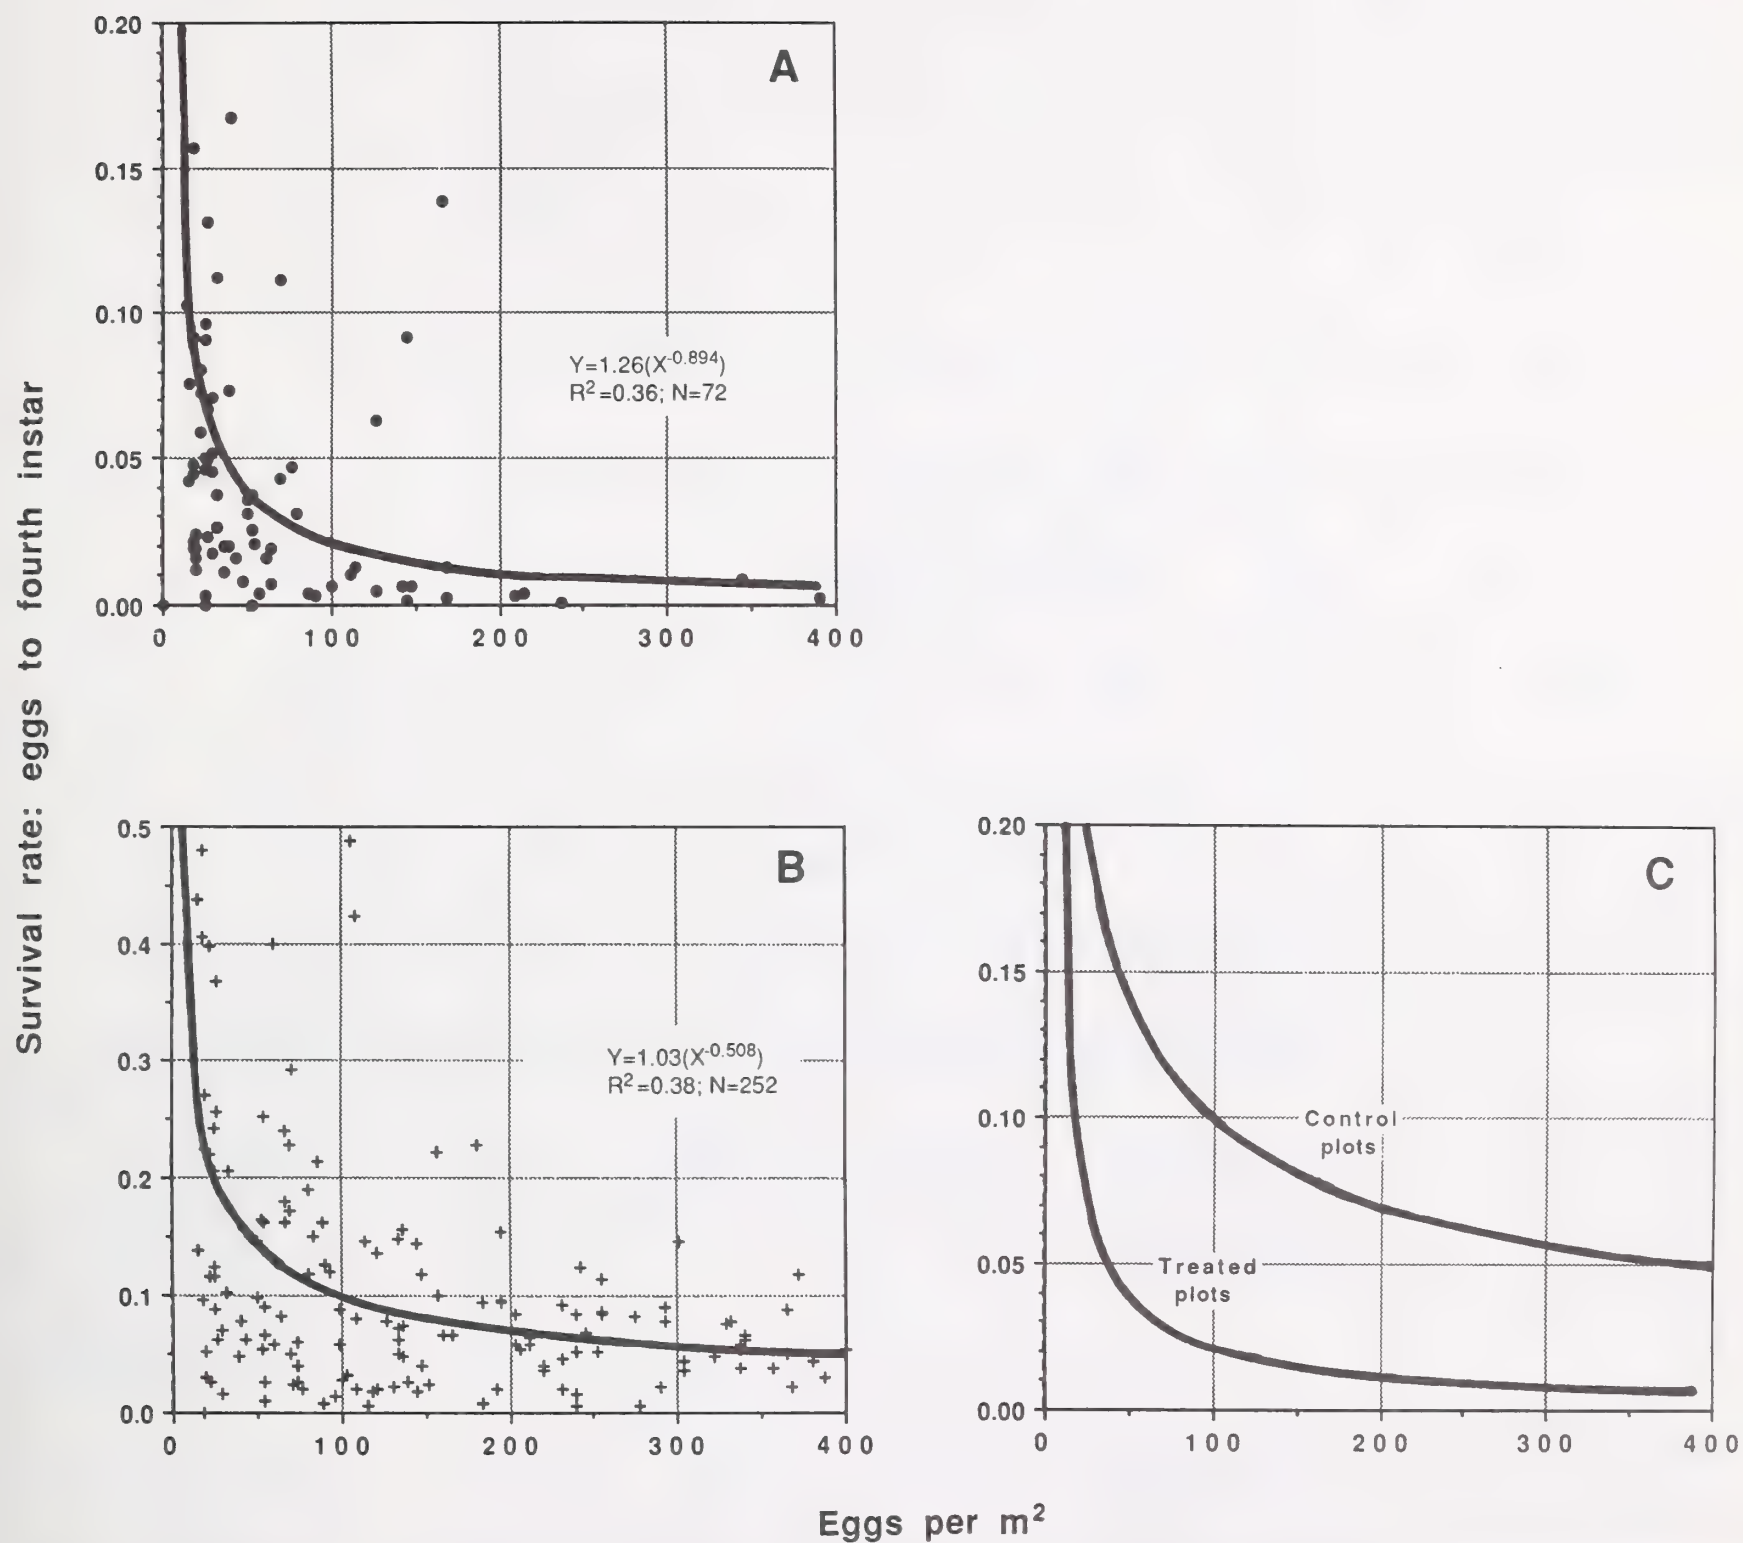 Survival rate: eggs to fourth instar
A
0.20
0.15
0.10
0.05
0.00
Y=1.26(X^-0.894)
R²=0.36; N=72
0 100 200 300 400
B
0.5
0.4
0.3
0.2
0.1
0.0
Y=1.03(X^-0.508)
R²=0.38; N=252
0 100 200 300 400
C
0.20
0.15
0.10
0.05
0.00
Control
plots
Treated
plots
0 100 200 300 400
Eggs per m²